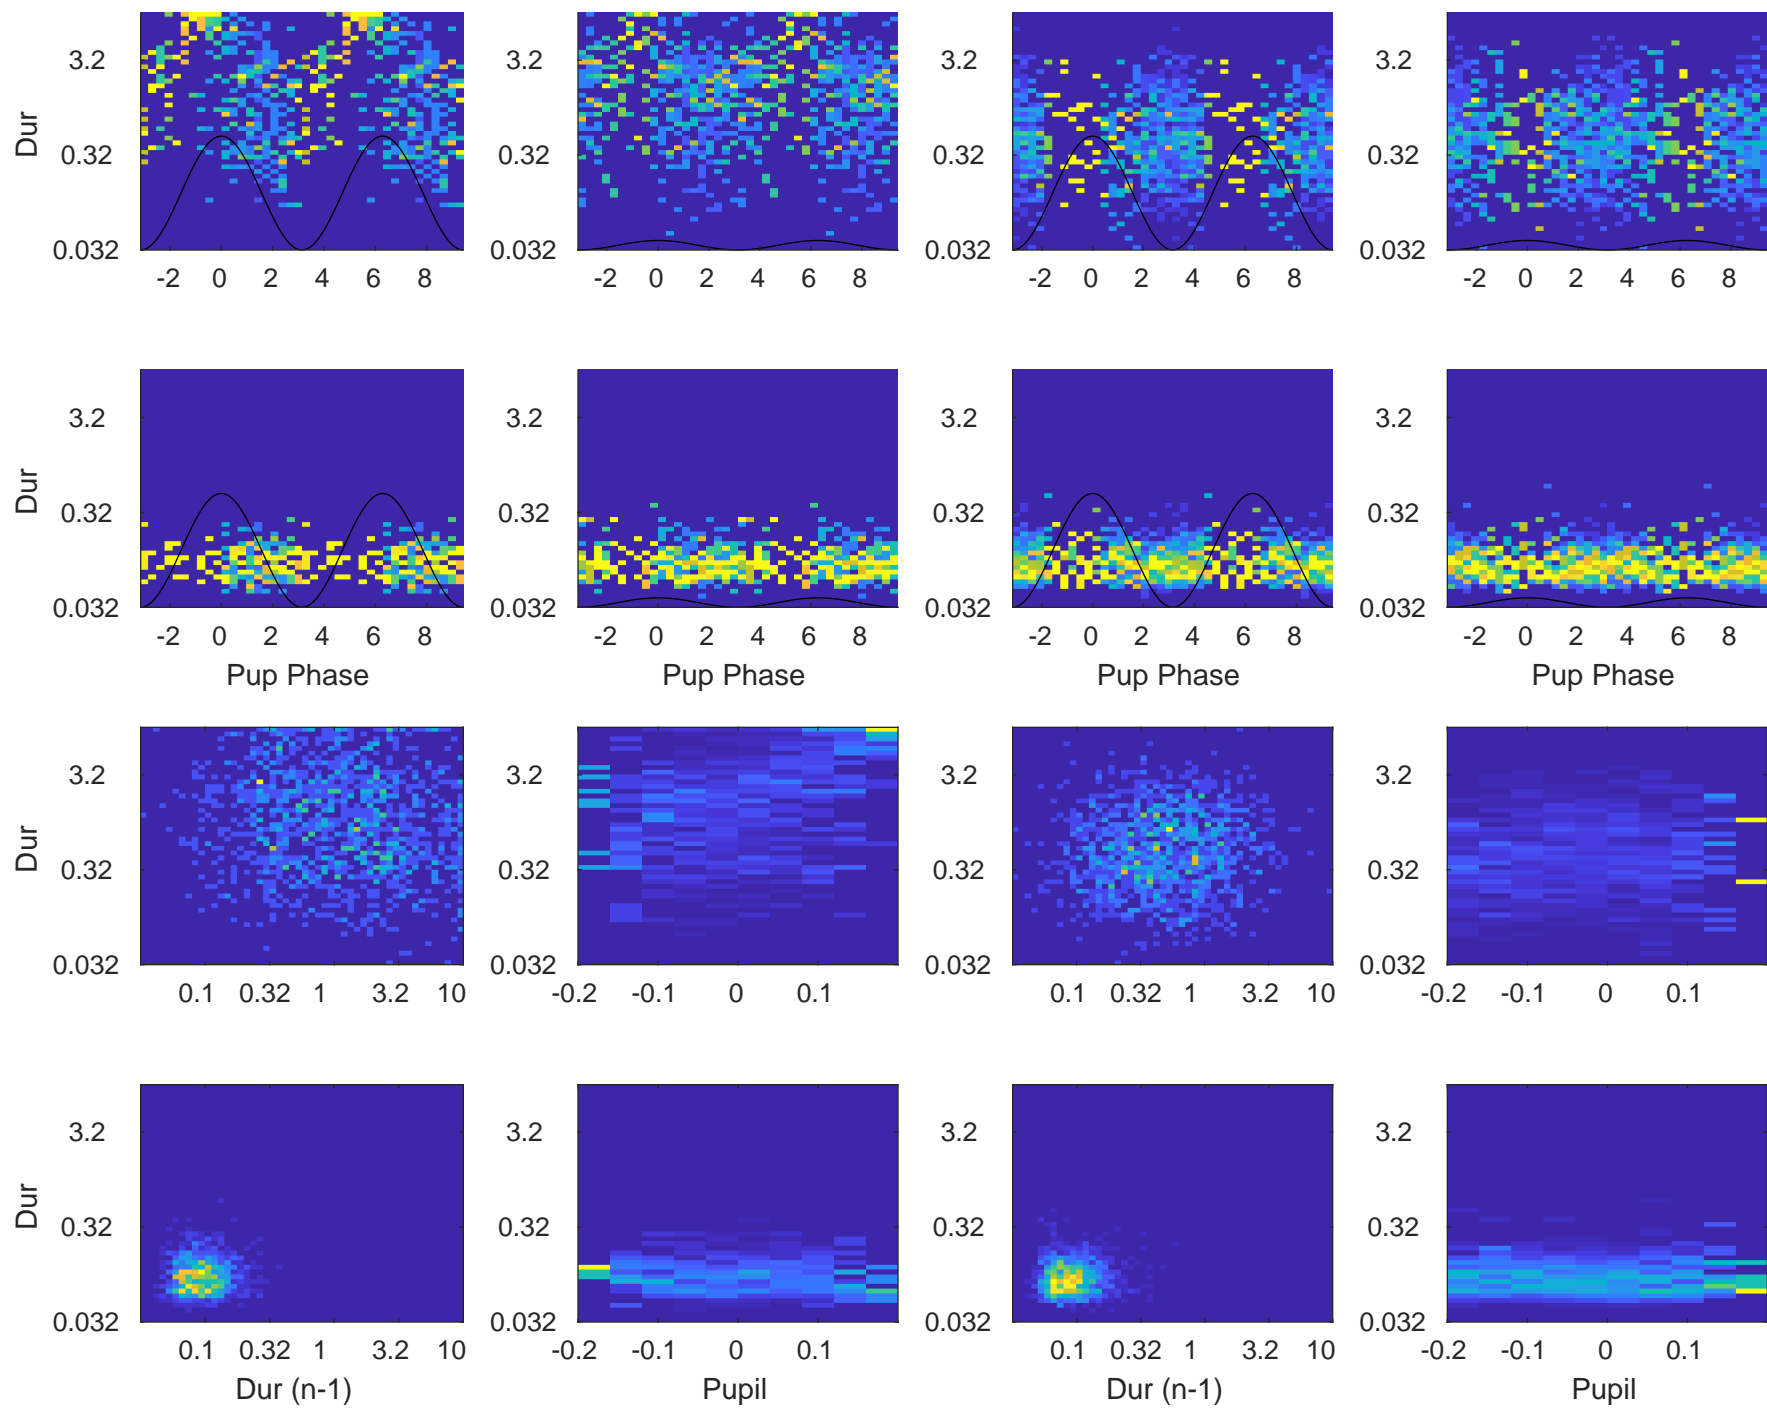 Dur
3.2 3.2 3.2 3.2
0.32 0.32 0.32 0.32
0.032 0.032 0.032 0.032
-2 0 2 4 6 8 -2 0 2 4 6 8 -2 0 2 4 6 8 -2 0 2 4 6 8
Dur
3.2 3.2 3.2 3.2
0.32 0.32 0.32 0.32
0.032 0.032 0.032 0.032
-2 0 2 4 6 8 -2 0 2 4 6 8 -2 0 2 4 6 8 -2 0 2 4 6 8
Pup Phase Pup Phase Pup Phase Pup Phase
Dur
3.2 3.2 3.2 3.2
0.32 0.32 0.32 0.32
0.032 0.032 0.032 0.032
0.1 0.32 1 3.2 10 -0.2 -0.1 0 0.1 0.1 0.32 1 3.2 10 -0.2 -0.1 0 0.1
Dur
3.2 3.2 3.2 3.2
0.32 0.32 0.32 0.32
0.032 0.032 0.032 0.032
0.1 0.32 1 3.2 10 -0.2 -0.1 0 0.1 0.1 0.32 1 3.2 10 -0.2 -0.1 0 0.1
Dur (n-1) Pupil Dur (n-1) Pupil